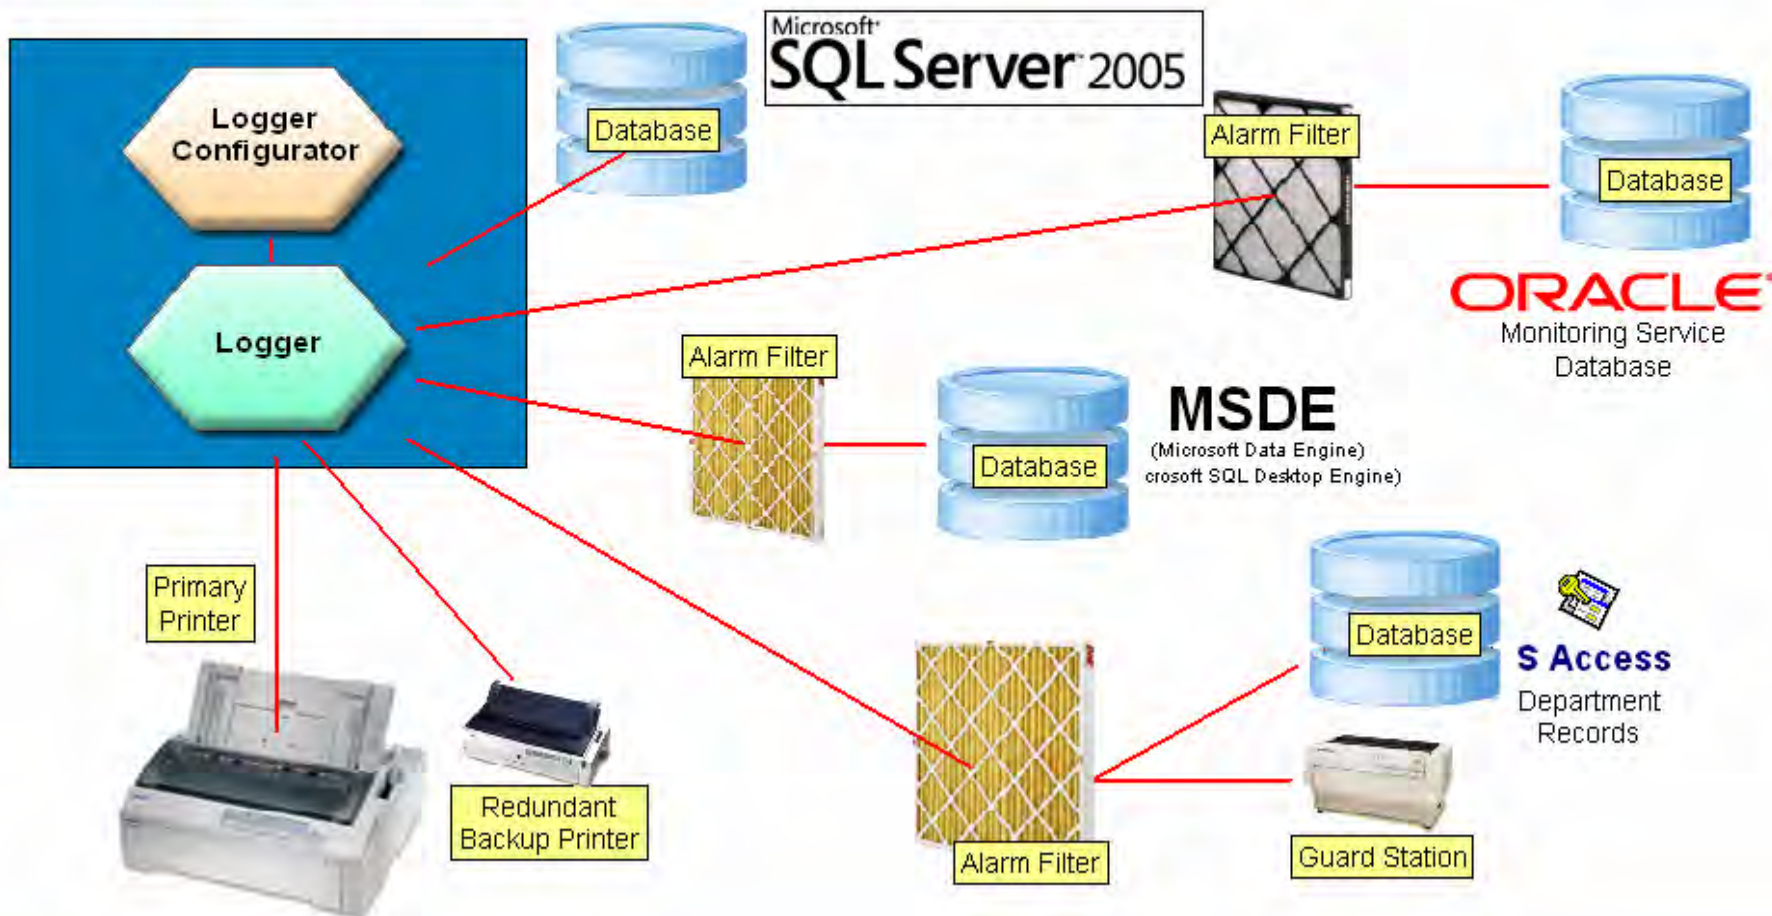 Microsoft
SQL Server 2005
Logger
Configurator
Database
Alarm Filter
Database
ORACLE
Monitoring Service
Database
Logger
Alarm Filter
MSDE
(Microsoft Data Engine)
crosoft SQL Desktop Engine)
Database
Primary
Printer
Database
S Access
Department
Records
Redundant
Backup Printer
Alarm Filter
Guard Station